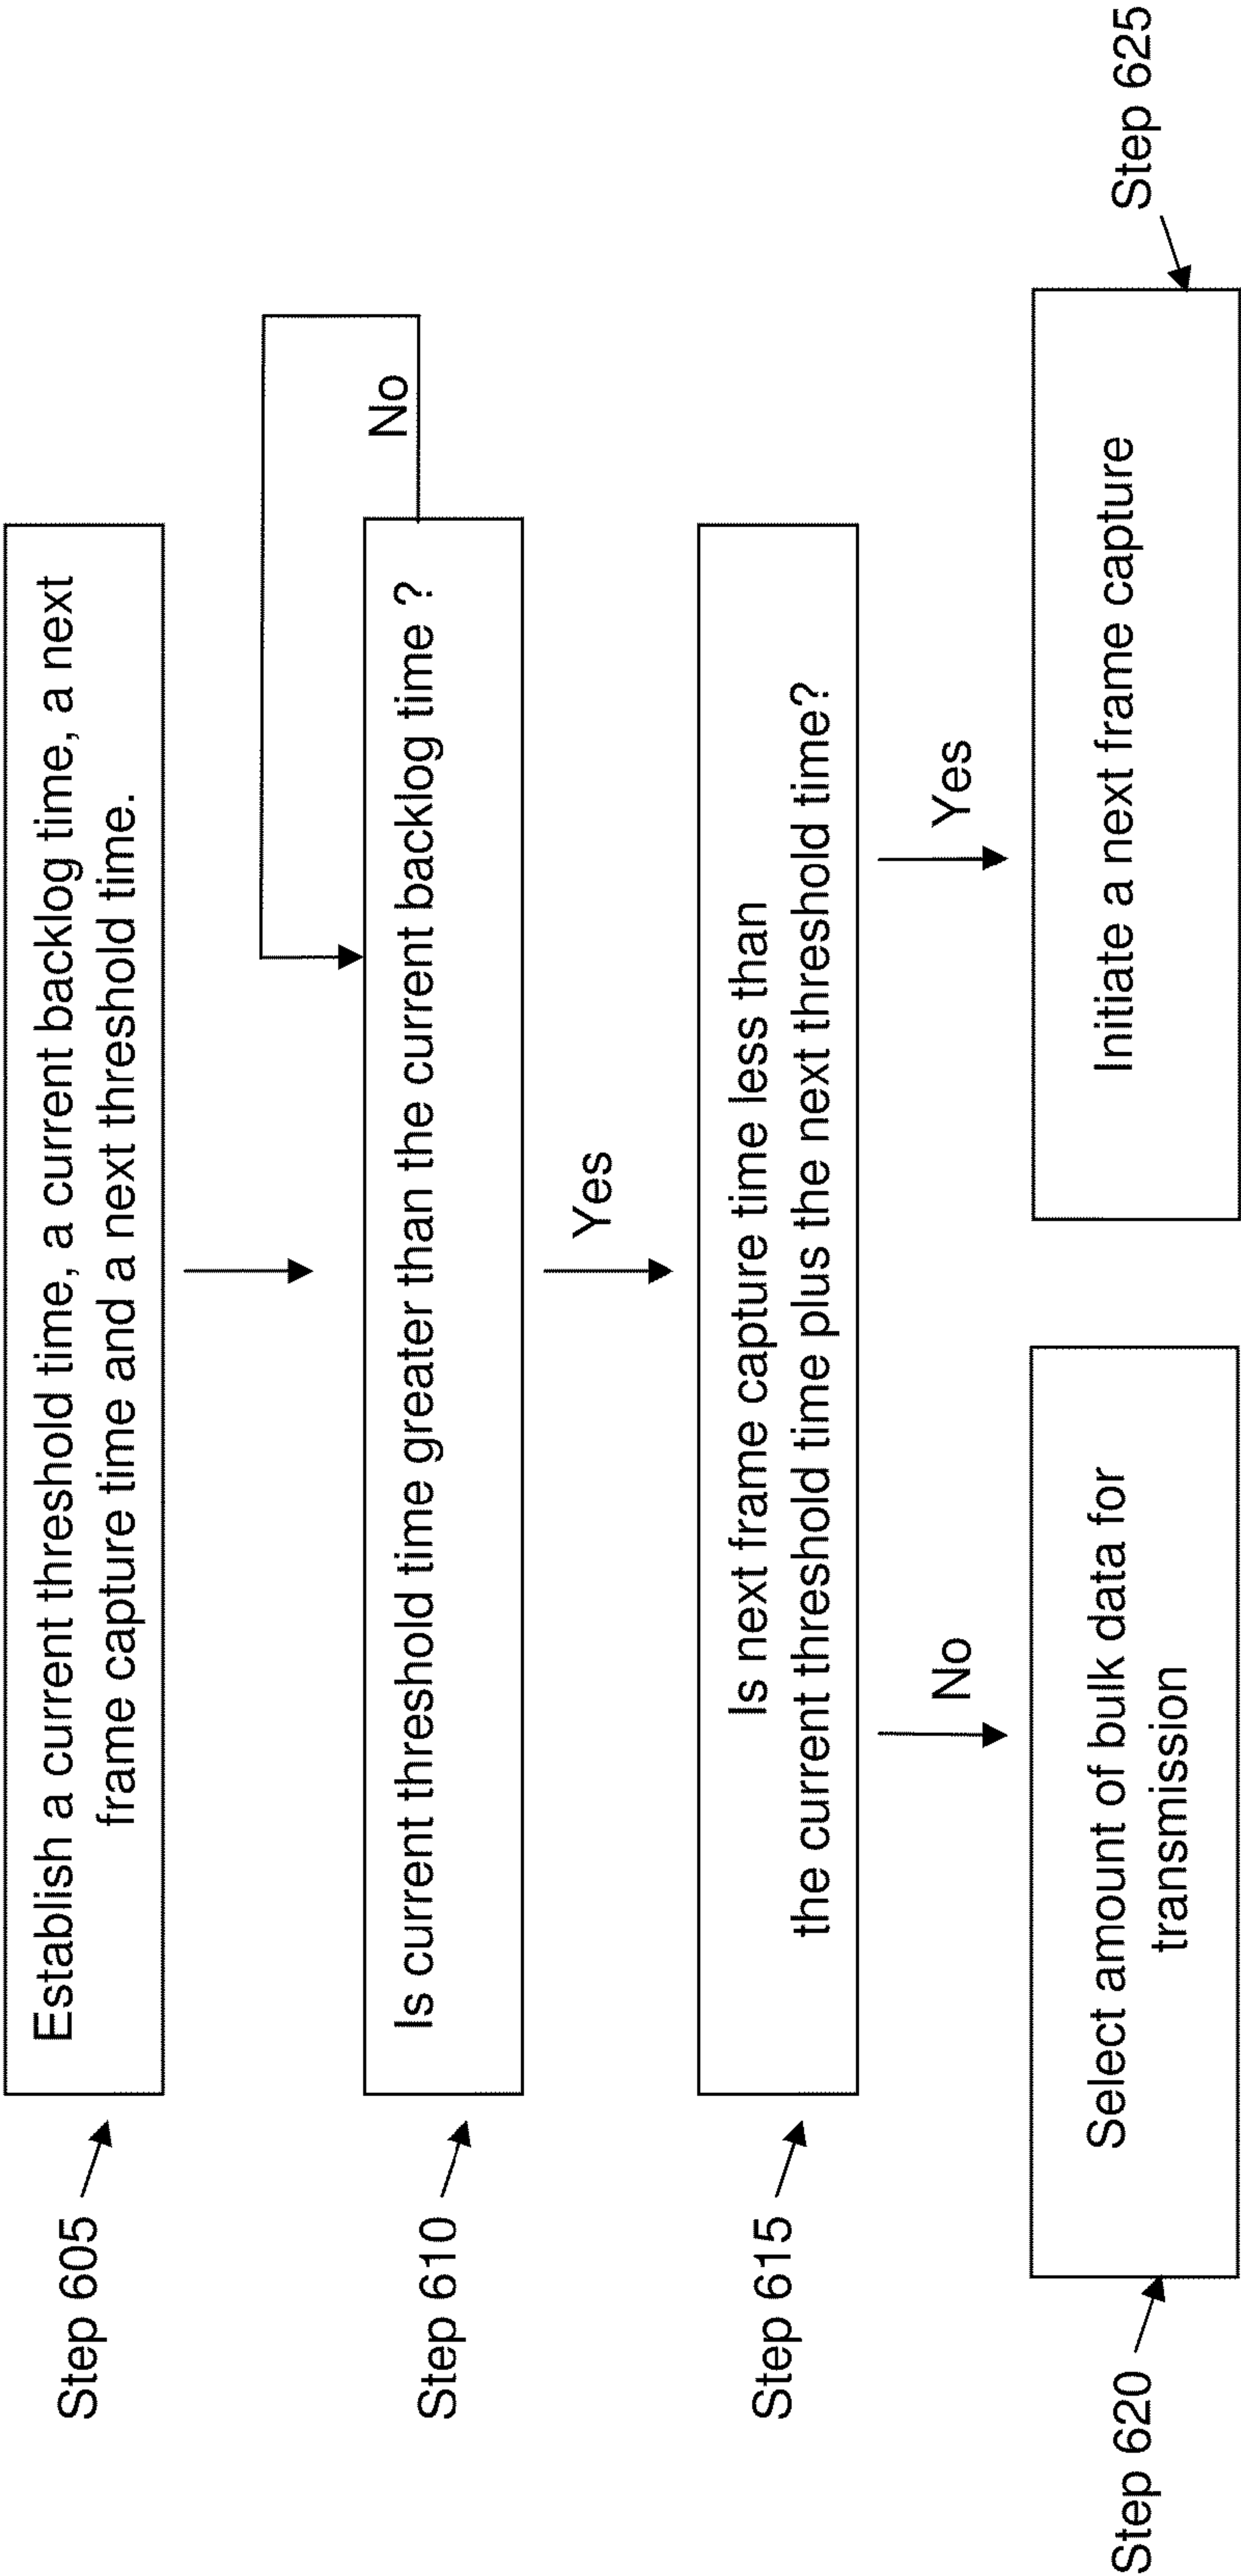 Step 605
Establish a current threshold time, a current backlog time, a next
frame capture time and a next threshold time.
Step 610
Is current threshold time greater than the current backlog time ?
No
Yes
Step 615
Is next frame capture time less than
the current threshold time plus the next threshold time?
No
Yes
Step 620
Select amount of bulk data for
transmission
Initiate a next frame capture
Step 625